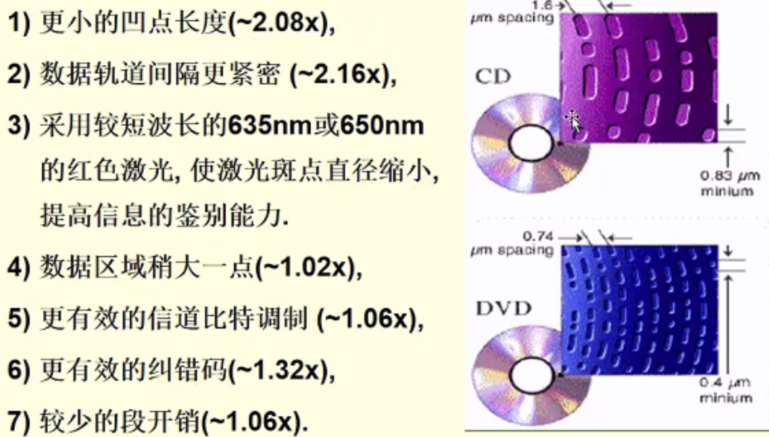 1) 更小的凹点长度(~2.08x),
2) 数据轨道间隔更紧密 (~2.16x),
3) 采用较短波长的635nm或650nm
的红色激光, 使激光斑点直径缩小,
提高信息的鉴别能力.
4) 数据区域稍大一点(~1.02x),
5) 更有效的信道比特调制 (~1.06x),
6) 更有效的纠错码(~1.32x),
7) 较少的段开销(~1.06x).
1.6
μm spacing
CD
0.83 μm
minium
0.74
μm spacing
DVD
0.4 μm
minium